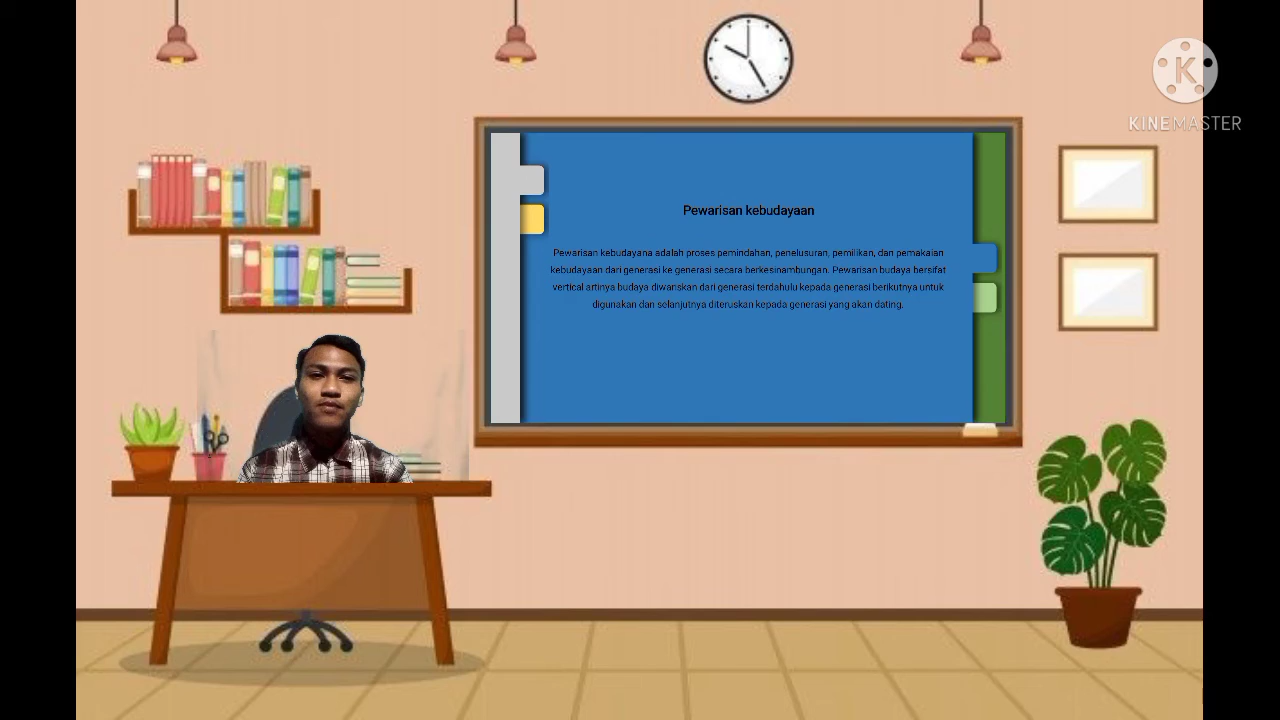 KINEMASTER
Pewarisan kebudayaan
Pewarisan kebudayana adalah proses pemindahan, penelusuran, pemilikan, dan pemakaian
kebudayaan dari generasi ke generasi secara berkesinambungan. Pewarisan budaya bersifat
vertical artinya budaya diwariskan dari generasi terdahulu kepada generasi berikutnya untuk
digunakan dan selanjutnya diteruskan kepada generasi yang akan dating.